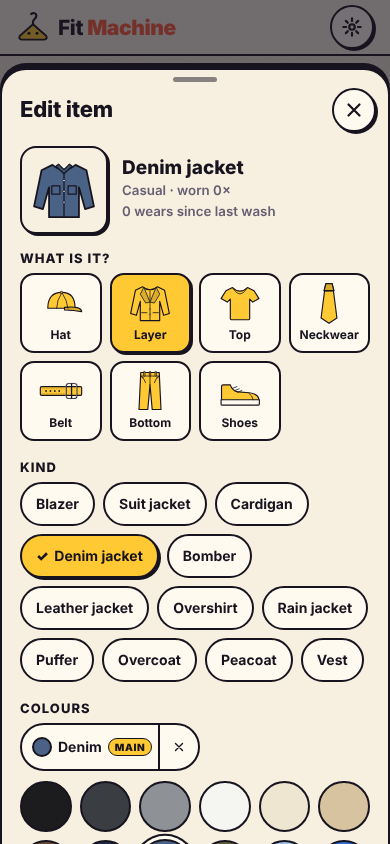 Fit Machine
Edit item
Denim jacket
Casual · worn 0×
0 wears since last wash
WHAT IS IT?
Hat
Layer
Top
Neckwear
Belt
Bottom
Shoes
KIND
Blazer
Suit jacket
Cardigan
Denim jacket
Bomber
Leather jacket
Overshirt
Rain jacket
Puffer
Overcoat
Peacoat
Vest
COLOURS
Denim MAIN